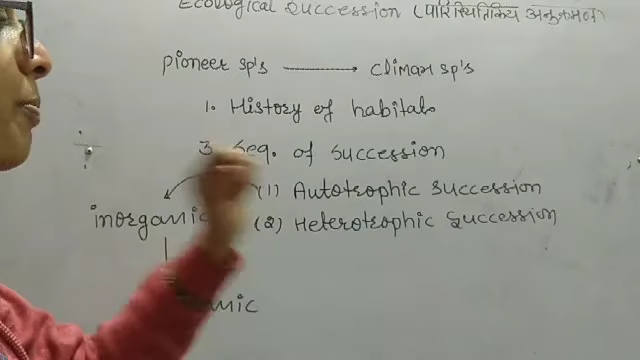 Ecological Succession (पारिस्थितिकिय अनुक्रमण)
Pioneer sp's → Climax sp's
1. History of habitats
3. Seq. of succession
(1) Autotrophic succession
inorganic (2) Heterotrophic succession